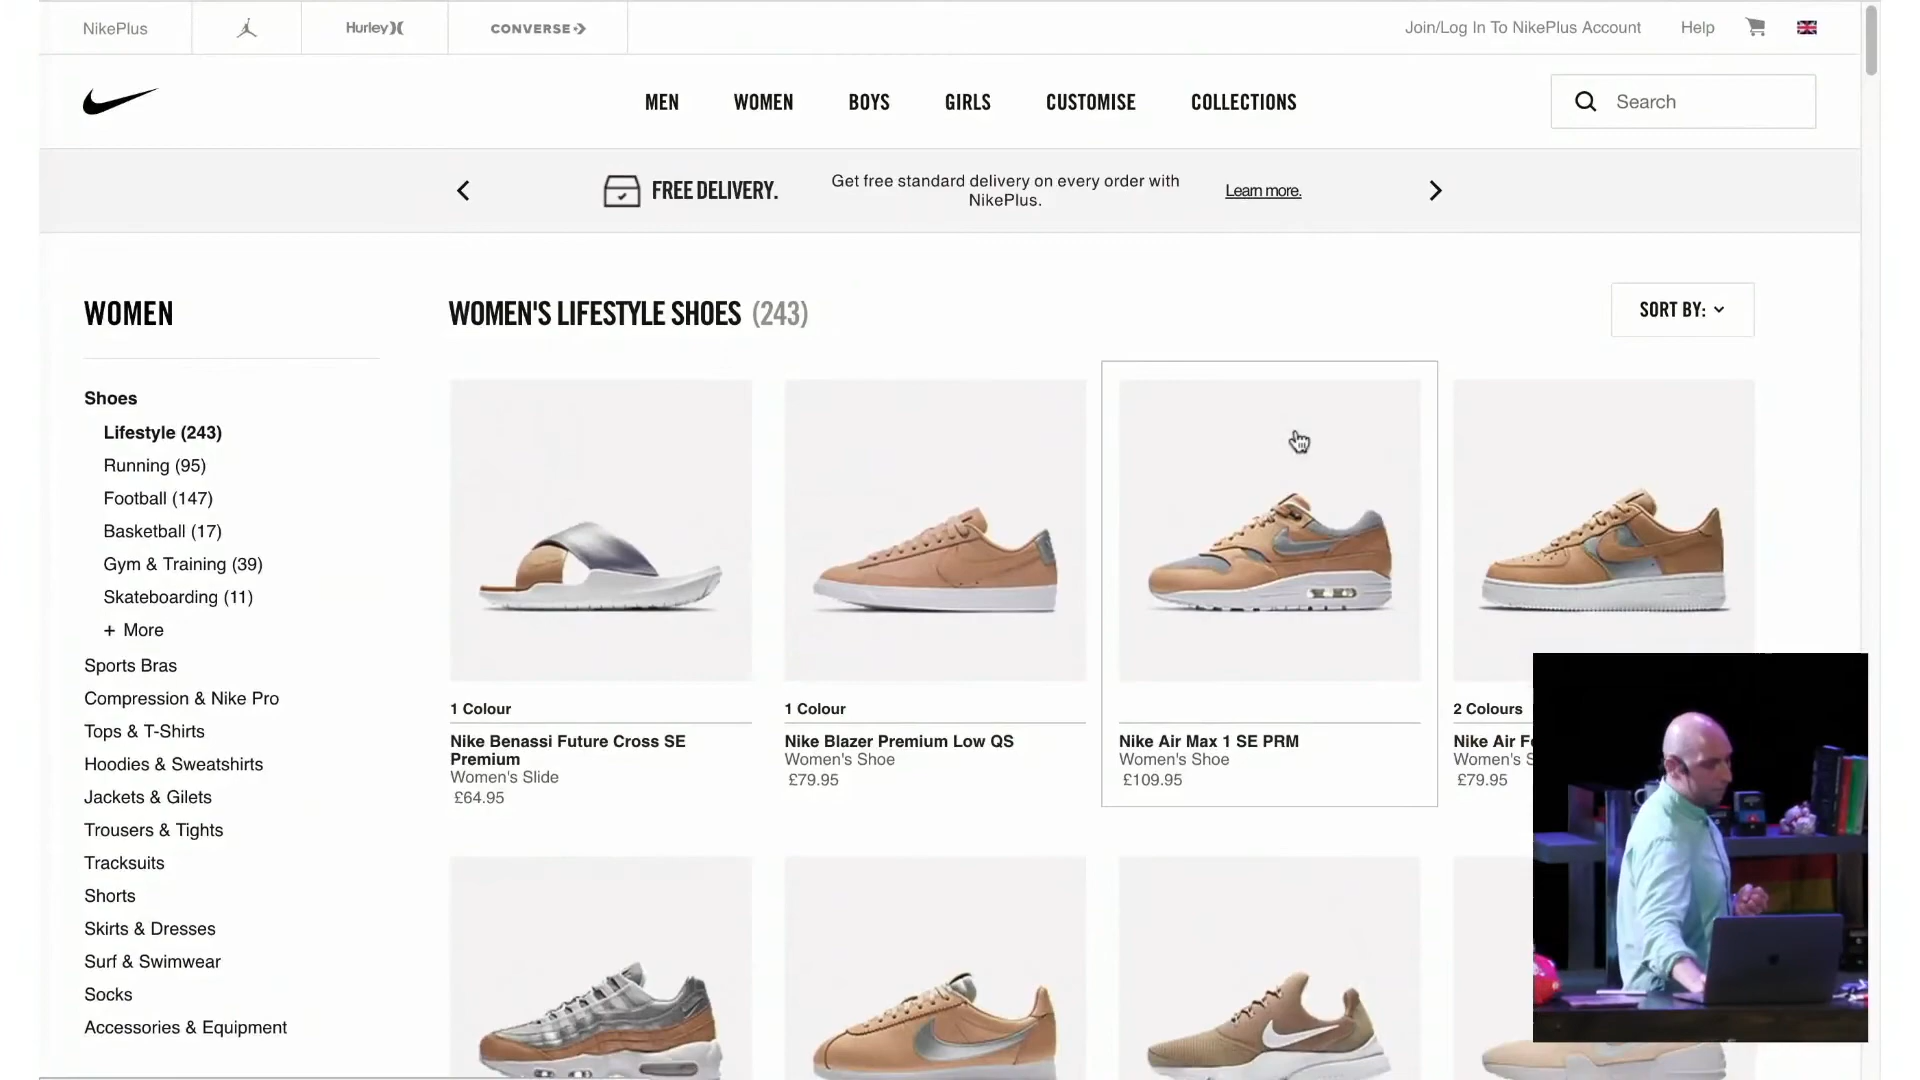 NikePlus
Hurley
CONVERSE
Join/Log In To NikePlus Account
Help
MEN
WOMEN
BOYS
GIRLS
CUSTOMISE
COLLECTIONS
Search
FREE DELIVERY.
Get free standard delivery on every order with
NikePlus.
Learn more.
WOMEN
WOMEN'S LIFESTYLE SHOES (243)
SORT BY:
Shoes
Lifestyle (243)
Running (95)
Football (147)
Basketball (17)
Gym & Training (39)
Skateboarding (11)
+ More
Sports Bras
Compression & Nike Pro
Tops & T-Shirts
Hoodies & Sweatshirts
Jackets & Gilets
Trousers & Tights
Tracksuits
Shorts
Skirts & Dresses
Surf & Swimwear
Socks
Accessories & Equipment
1 Colour
Nike Benassi Future Cross SE
Premium
Women's Slide
£64.95
1 Colour
Nike Blazer Premium Low QS
Women's Shoe
£79.95
Nike Air Max 1 SE PRM
Women's Shoe
£109.95
2 Colours
Nike Air
Women's
£79.95